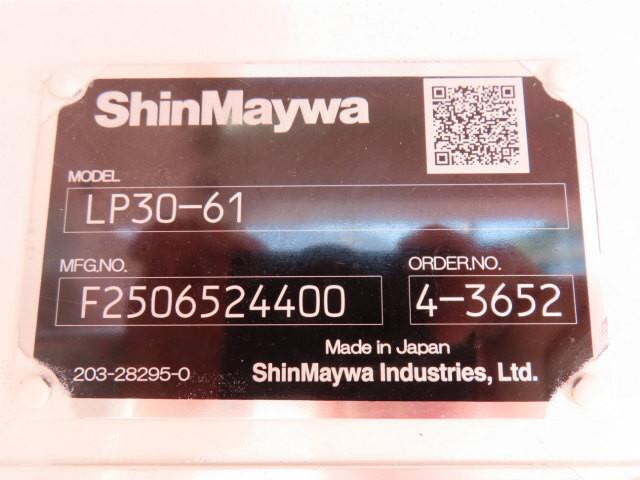 ShinMaywa
MODEL
LP30-61
MFG.NO.
F2506524400
ORDER.NO.
4-3652
Made in Japan
203-28295-0
ShinMaywa Industries, Ltd.